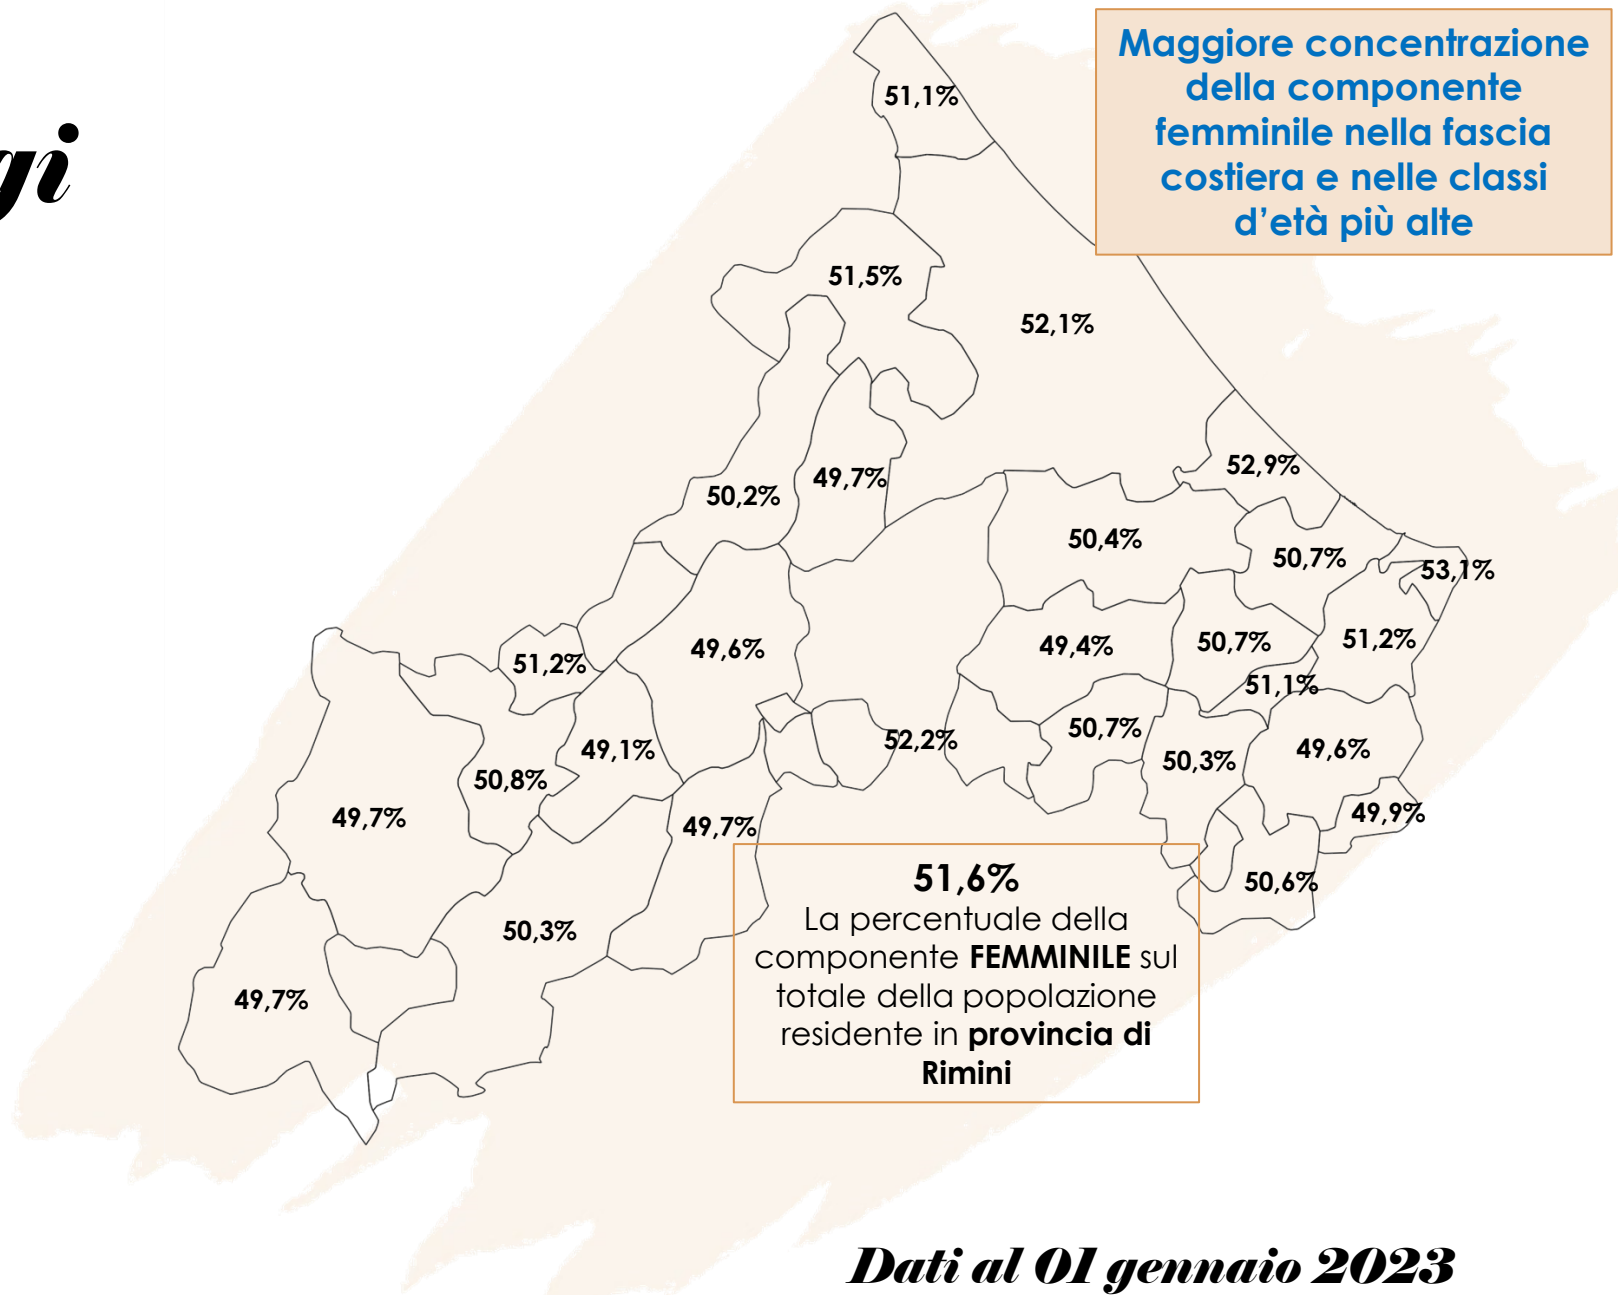 gi
Maggiore concentrazione
della componente
femminile nella fascia
costiera e nelle classi
d’età più alte
51,1%
51,5%
52,1%
52,9%
49,7%
50,2%
50,4%
50,7%
53,1%
51,2%
49,6%
49,4%
50,7%
51,2%
51,1%
50,7%
52,2%
49,1%
50,3%
49,6%
50,8%
49,7%
49,7%
49,9%
50,6%
50,3%
49,7%
51,6%
La percentuale della
componente FEMMINILE sul
totale della popolazione
residente in provincia di
Rimini
Dati al 01 gennaio 2023